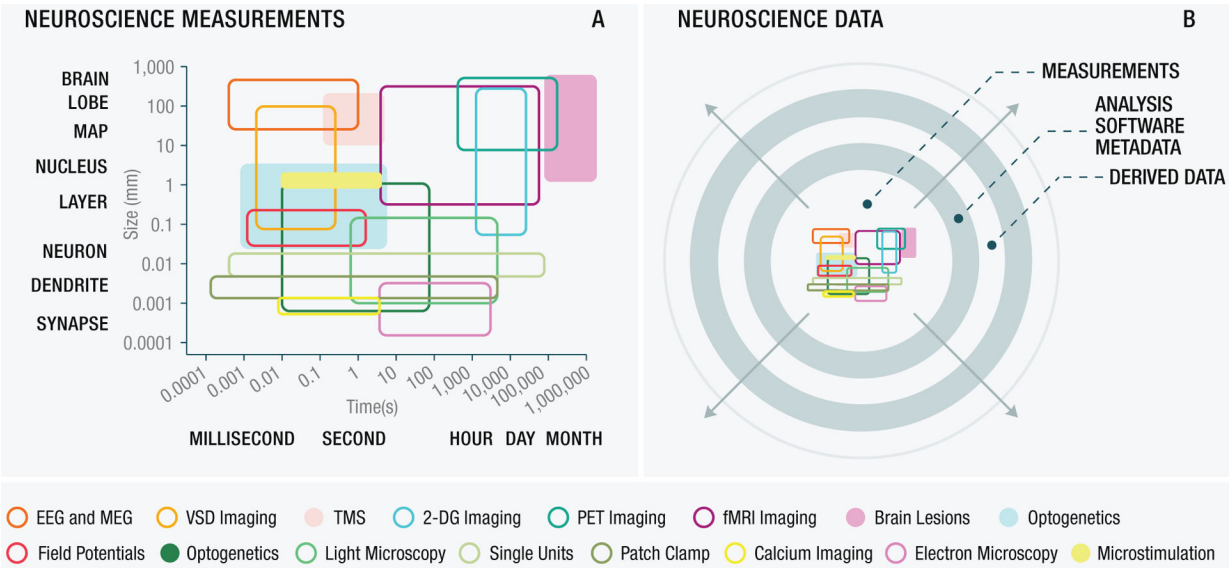 NEUROSCIENCE MEASUREMENTS
A
BRAIN
LOBE
MAP
NUCLEUS
LAYER
NEURON
DENDRITE
SYNAPSE
Size (mm)
1,000
100
10
1
0.1
0.01
0.001
0.0001
0.0001
0.001
0.01
0.1
1
10
100
1,000
10,000
100,000
1,000,000
Time(s)
MILLISECOND
SECOND
HOUR
DAY
MONTH
NEUROSCIENCE DATA
B
MEASUREMENTS
ANALYSIS
SOFTWARE
METADATA
DERIVED DATA
EEG and MEG
VSD Imaging
TMS
2-DG Imaging
PET Imaging
fMRI Imaging
Brain Lesions
Optogenetics
Field Potentials
Optogenetics
Light Microscopy
Single Units
Patch Clamp
Calcium Imaging
Electron Microscopy
Microstimulation